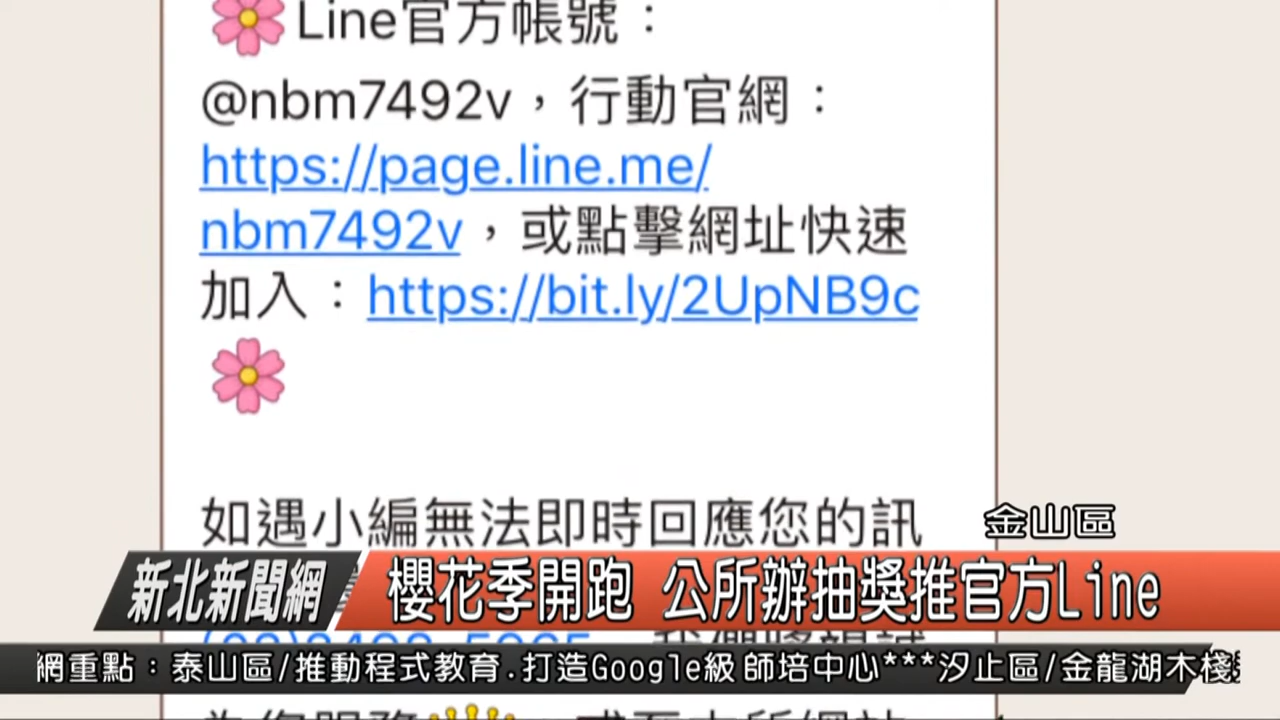 Line官方帳號：
@nbm7492v，行動官網：
https://page.line.me/
nbm7492v，或點擊網址快速
加入：https://bit.ly/2UpNB9c
如遇小編無法即時回應您的訊
金山區
新北新聞網
櫻花季開跑 公所辦抽獎推官方Line
網重點：泰山區/推動程式教育.打造Google級師培中心***汐止區/金龍湖木棧